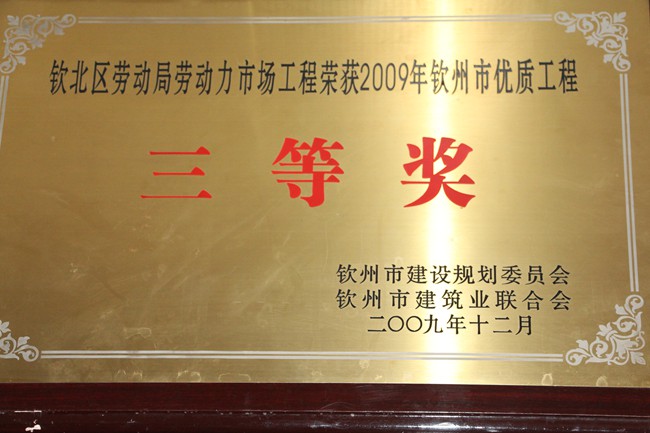 钦北区劳动局劳动力市场工程荣获2009年钦州市优质工程
三等奖
钦州市建设规划委员会
钦州市建筑业联合会
二〇〇九年十二月